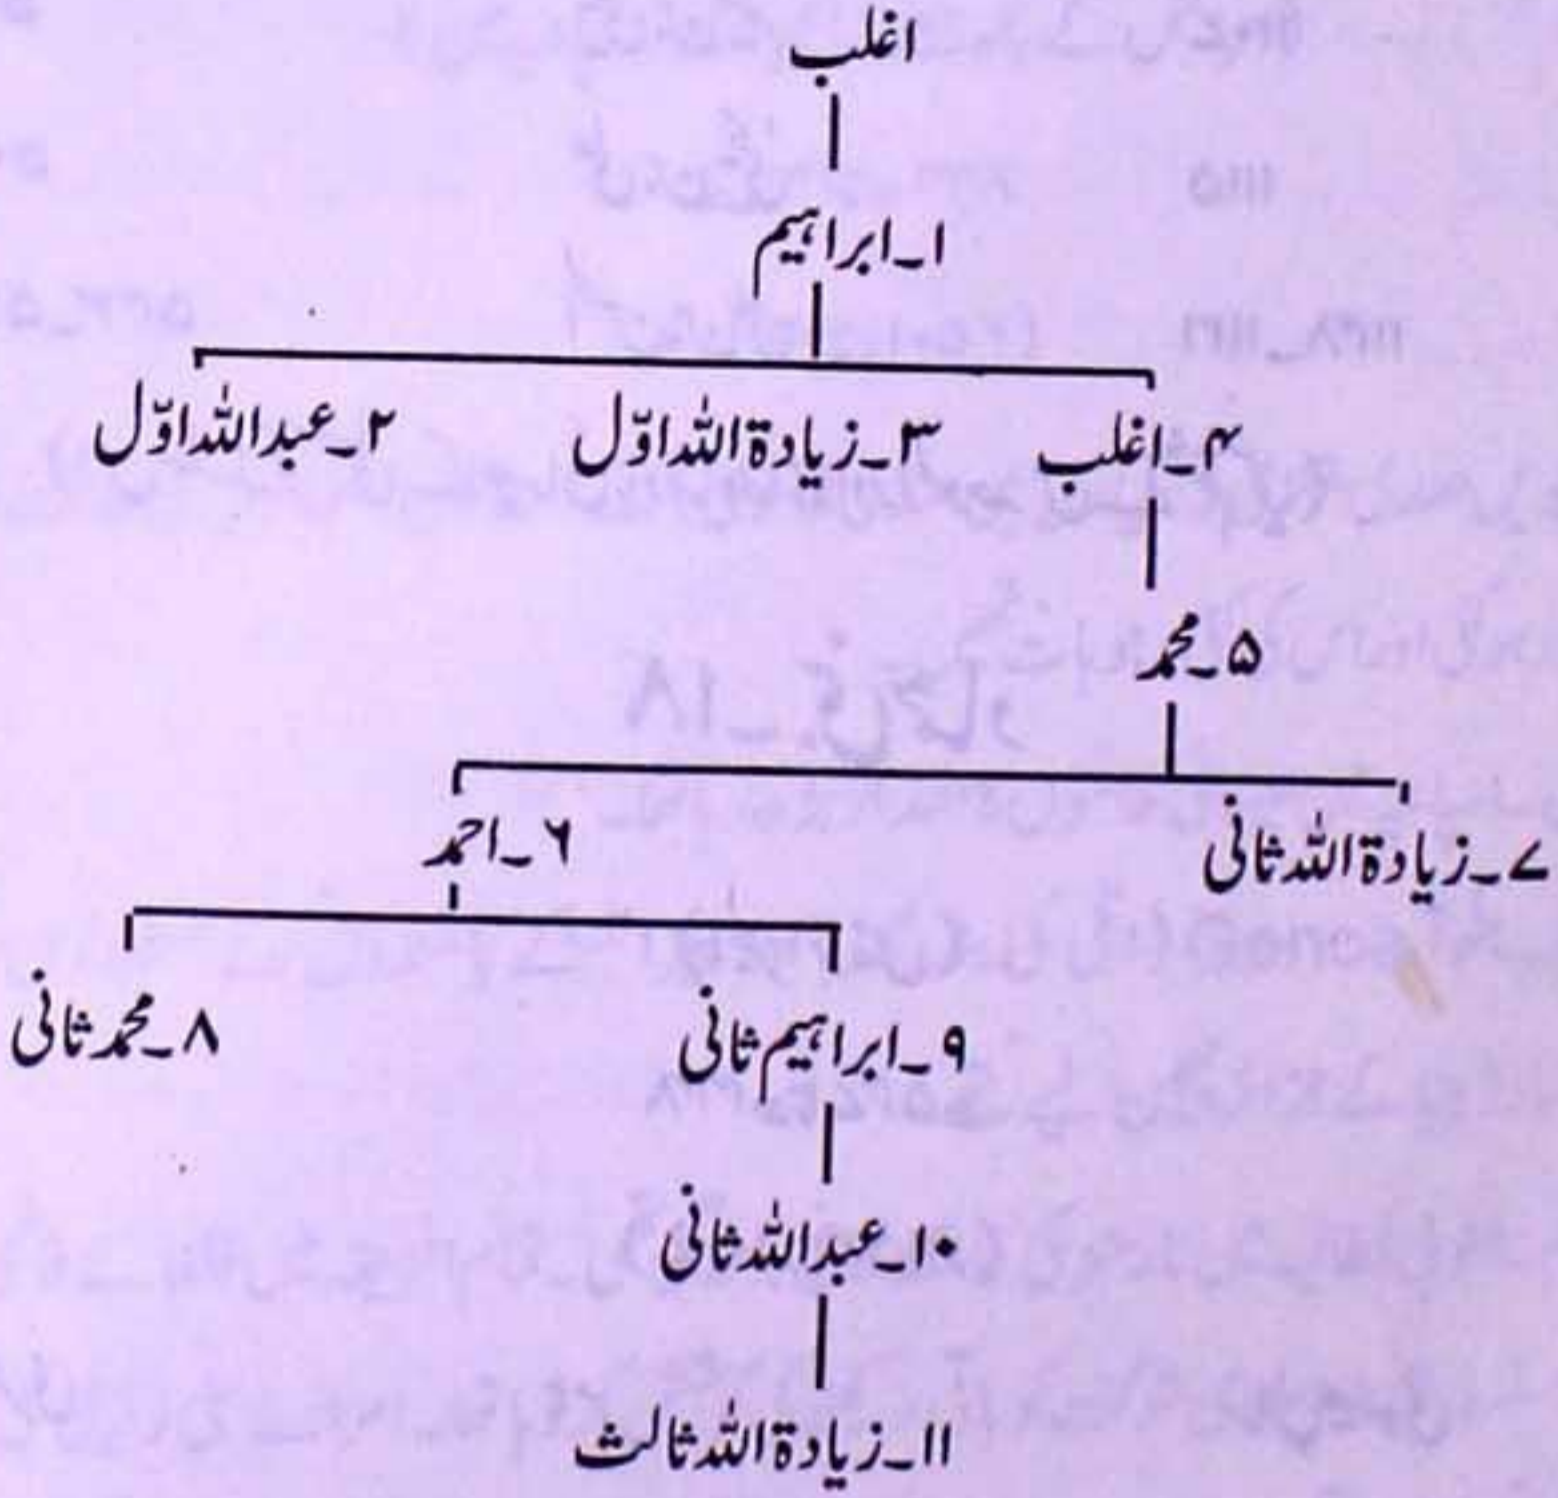 اغلب
۱۔ابراہیم
۴۔اغلب ۳۔زیادۃ اللہ اوّل ۲۔عبداللہ اوّل
۵۔محمد
۷۔زیادۃ اللہ ثانی ۶۔احمد
۹۔ابراہیم ثانی ۸۔محمد ثانی
۱۰۔عبداللہ ثانی
۱۱۔زیادۃ اللہ ثالث